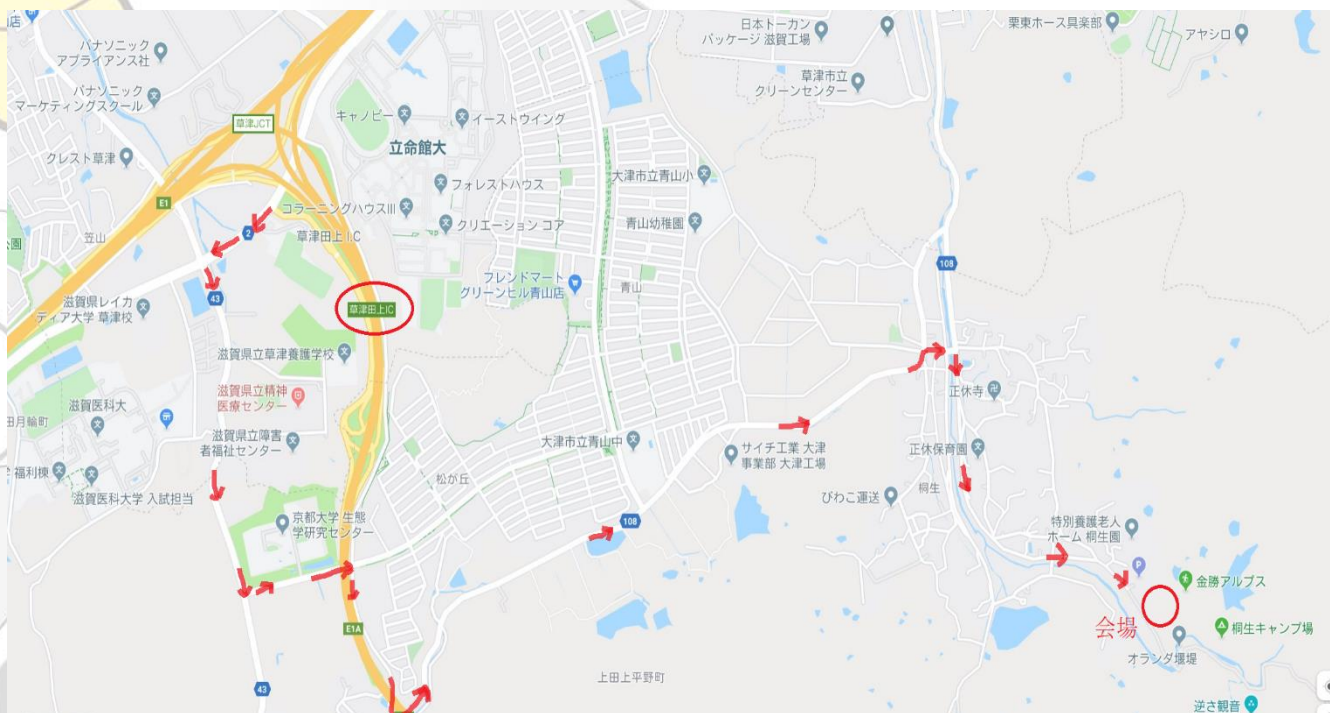 店
パナソニック
アプライアンス社
パナソニック
マーケティングスクール
草津JCT
クレスト草津
キャノピー
イーストウイング
立命館大
フォレストハウス
コラーニングハウスIII
クリエーション コア
E1
笠山
公園
2
草津田上 I.C
43
滋賀県レイカ
ディア大学 草津校
草津田上IC
滋賀県立草津養護学校
滋賀県立精神
医療センター
滋賀医科大
田月輪町
滋賀県立障害
者福祉センター
福利棟
滋賀医科大学 入試担当
京都大学 生態
学研究センター
松が丘
E1A
43
日本トーカン
パッケージ 滋賀工場
草津市立
クリーンセンター
栗東ホース具楽部
アヤシロ
大津市立青山小
青山幼稚園
フレンドマート
グリーンヒル青山店
青山
108
大津市立青山中
サイチ工業 大津
事業部 大津工場
びわこ運送
108
正休寺
正休保育園
桐生
特別養護老人
ホーム 桐生園
P
金勝アルプス
会場
桐生キャンプ場
オランダ堰堤
上田上平野町
逆さ観音